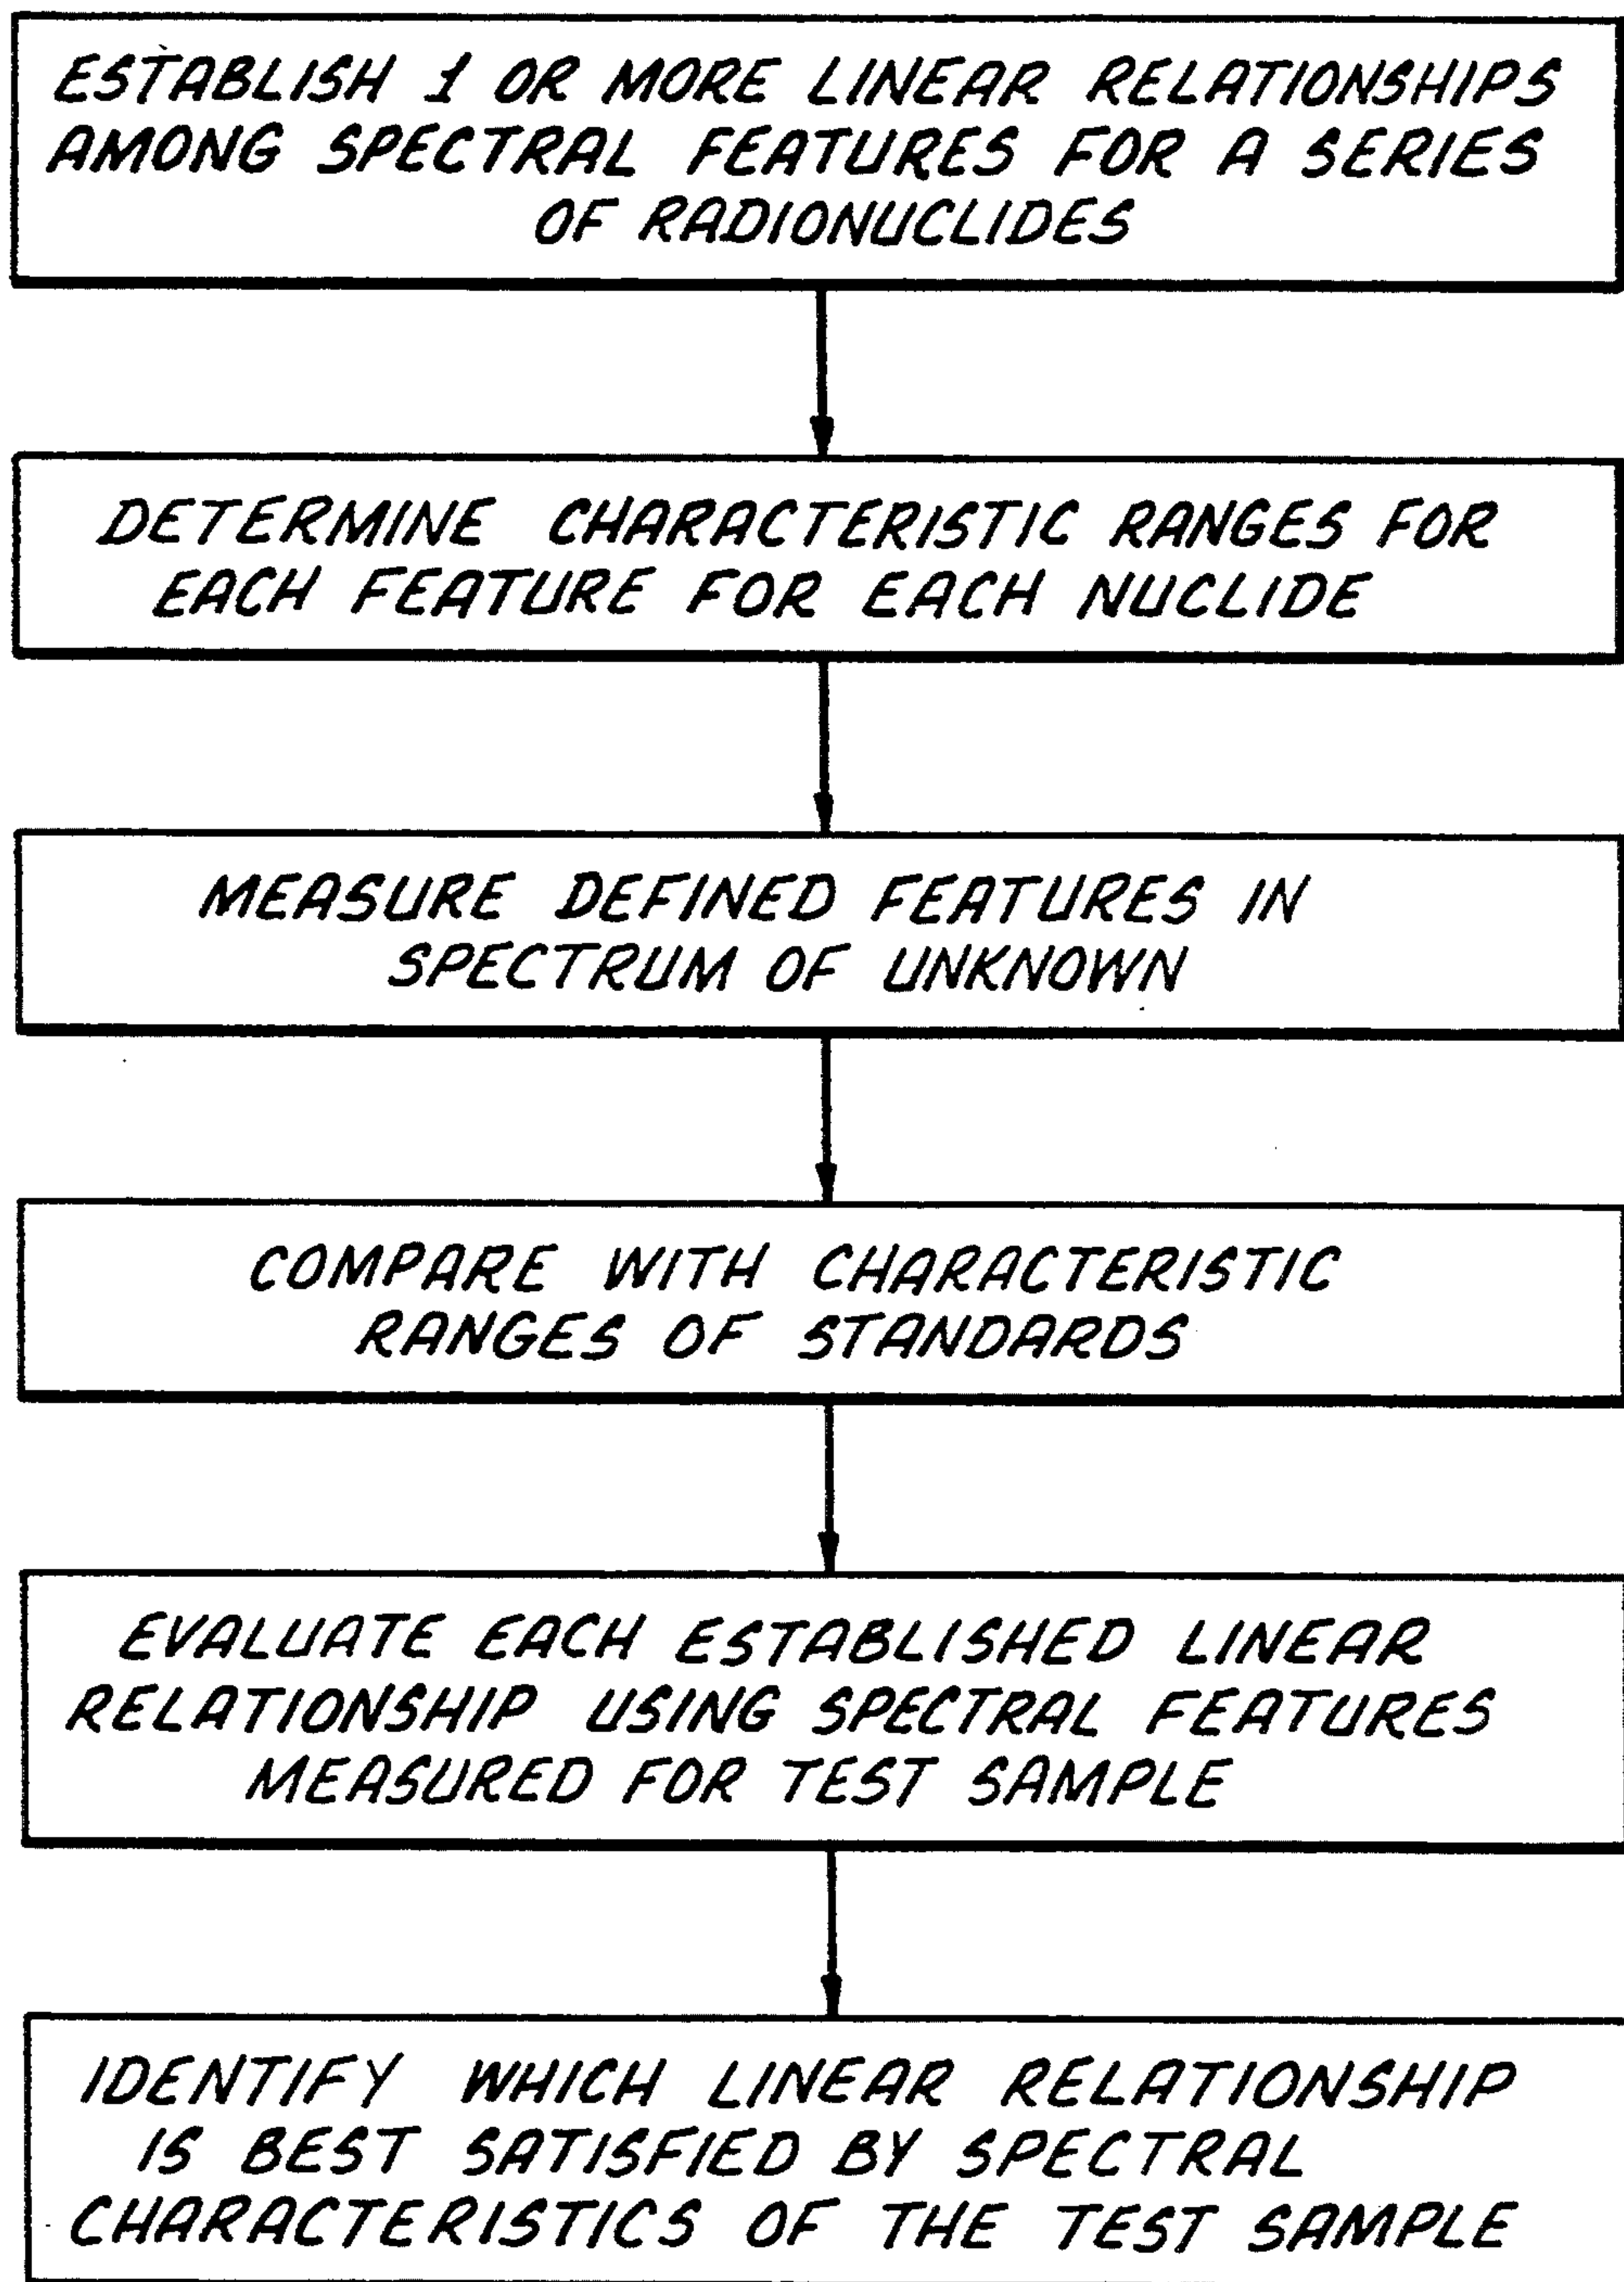 ESTABLISH 1 OR MORE LINEAR RELATIONSHIPS
AMONG SPECTRAL FEATURES FOR A SERIES
OF RADIONUCLIDES
DETERMINE CHARACTERISTIC RANGES FOR
EACH FEATURE FOR EACH NUCLIDE
MEASURE DEFINED FEATURES IN
SPECTRUM OF UNKNOWN
COMPARE WITH CHARACTERISTIC
RANGES OF STANDARDS
EVALUATE EACH ESTABLISHED LINEAR
RELATIONSHIP USING SPECTRAL FEATURES
MEASURED FOR TEST SAMPLE
IDENTIFY WHICH LINEAR RELATIONSHIP
IS BEST SATISFIED BY SPECTRAL
CHARACTERISTICS OF THE TEST SAMPLE